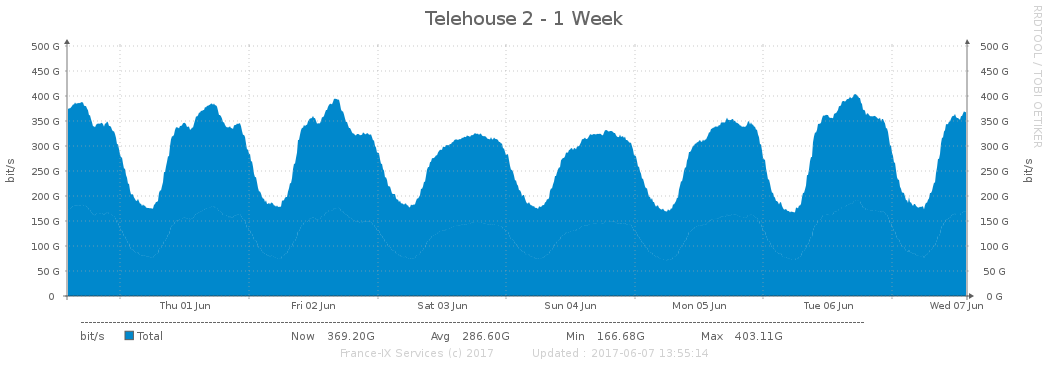 Telehouse 2 - 1 Week
RRDTOOL / TOBI OETIKER
bit/s
500 G 500 G
450 G 450 G
400 G 400 G
350 G 350 G
300 G 300 G
250 G 250 G
200 G 200 G
150 G 150 G
100 G 100 G
50 G 50 G
0 0 G
bit/s
Thu 01 Jun Fri 02 Jun Sat 03 Jun Sun 04 Jun Mon 05 Jun Tue 06 Jun Wed 07 Jun
bit/s Total Now 369.20G Avg 286.60G Min 166.68G Max 403.11G
France-IX Services (c) 2017 Updated : 2017-06-07 13:55:14